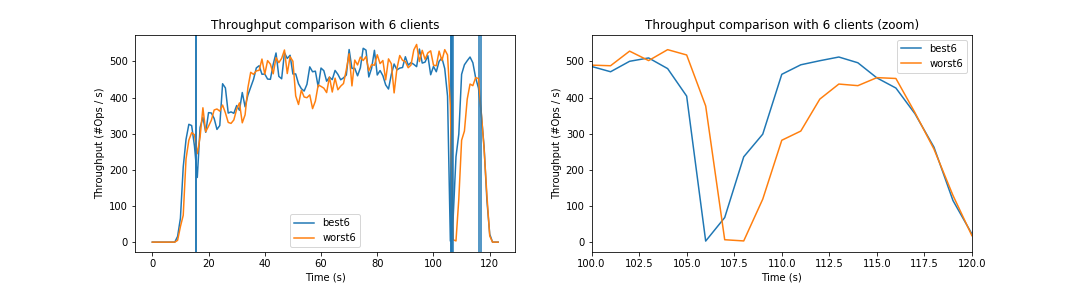 Throughput comparison with 6 clients
Throughput (#Ops / s)
500
400
300
200
100
0
best6
worst6
0 20 40 60 80 100 120
Time (s)
Throughput comparison with 6 clients (zoom)
Throughput (#Ops / s)
500
400
300
200
100
0
best6
worst6
100.0 102.5 105.0 107.5 110.0 112.5 115.0 117.5 120.0
Time (s)